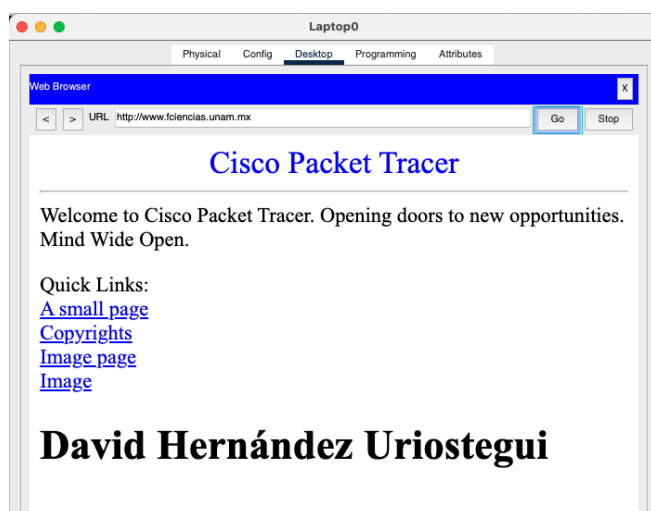 Laptop0
Physical Config Desktop Programming Attributes
Web Browser X
< > URL http://www.fciencias.unam.mx Go Stop
Cisco Packet Tracer
Welcome to Cisco Packet Tracer. Opening doors to new opportunities.
Mind Wide Open.
Quick Links:
A small page
Copyrights
Image page
Image
David Hernández Uriostegui